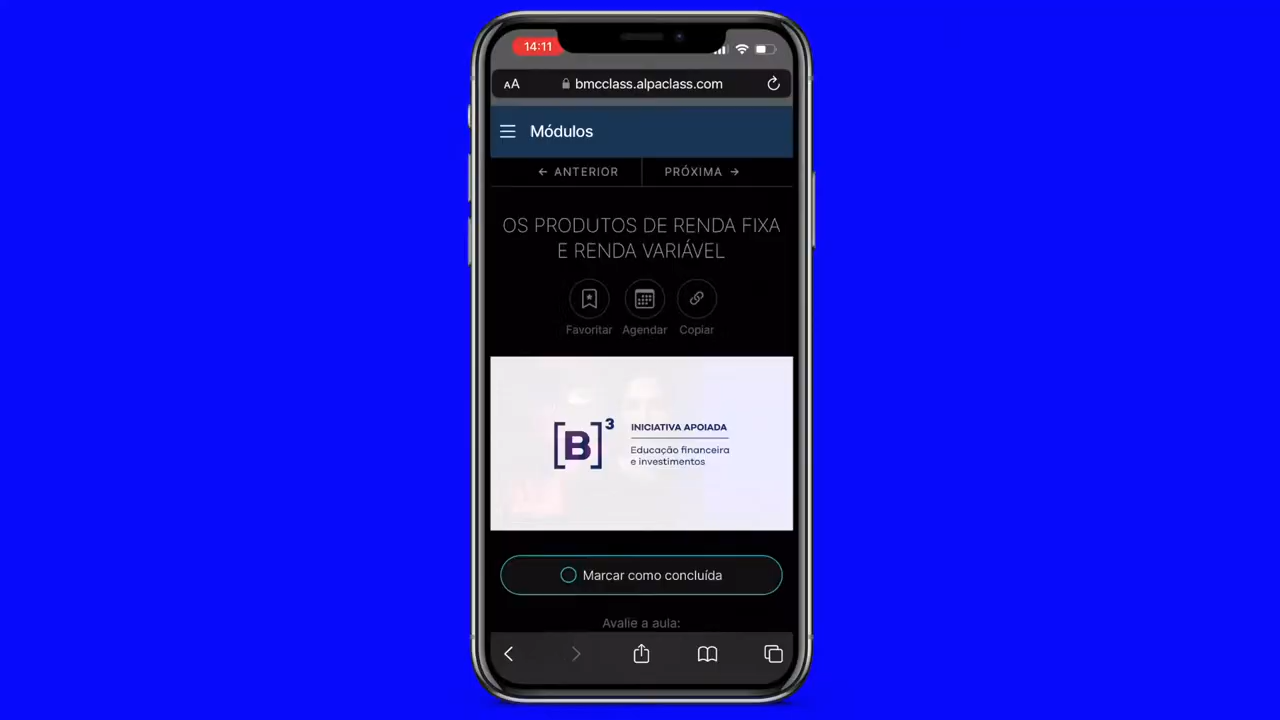 14:11
AA
bmcclass.alpaclass.com
Módulos
← ANTERIOR
PRÓXIMA →
OS PRODUTOS DE RENDA FIXA
E RENDA VARIÁVEL
Favoritar
Agendar
Copiar
[B]³
INICIATIVA APOIADA
Educação financeira
e investimentos
Marcar como concluída
Avalie a aula: